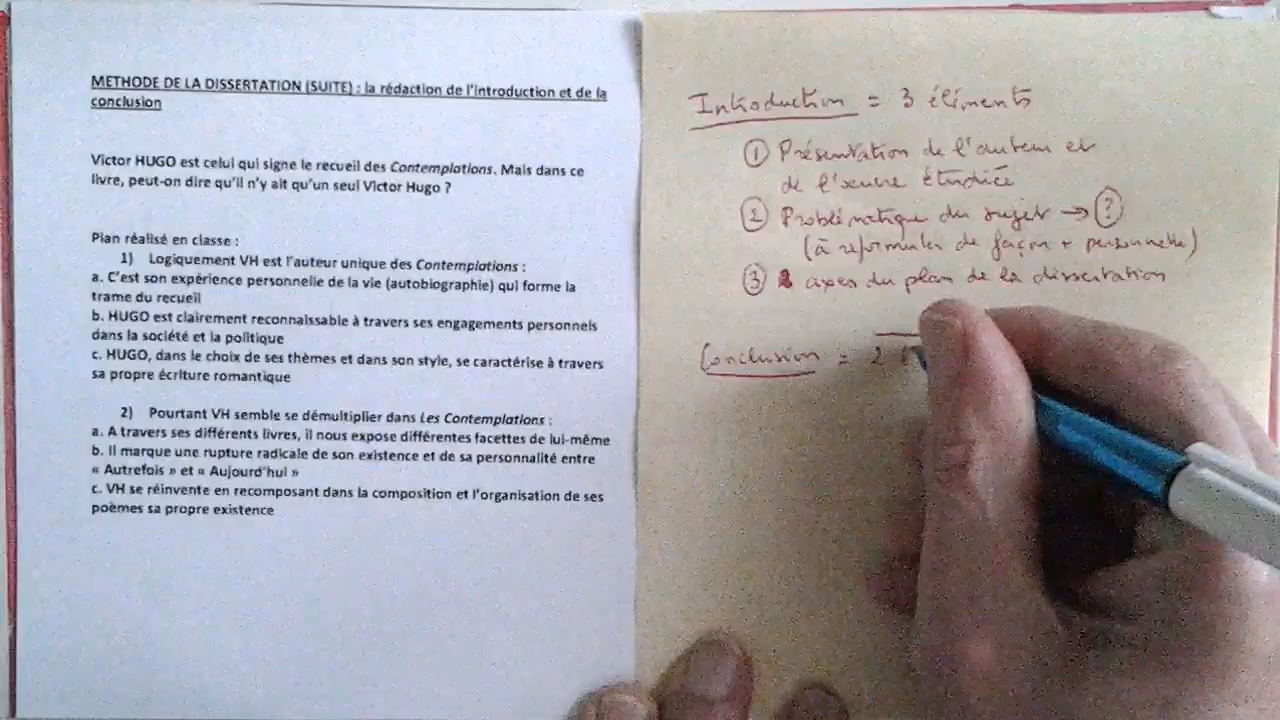 METHODE DE LA DISSERTATION (SUITE) : la rédaction de l'introduction et de la
conclusion
Victor HUGO est celui qui signe le recueil des Contemplations. Mais dans ce
livre, peut-on dire qu'il n'y ait qu'un seul Victor Hugo ?
Plan réalisé en classe :
1) Logiquement VH est l'auteur unique des Contemplations :
a. C'est son expérience personnelle de la vie (autobiographie) qui forme la
trame du recueil
b. HUGO est clairement reconnaissable à travers ses engagements personnels
dans la société et la politique
c. HUGO, dans le choix de ses thèmes et dans son style, se caractérise à travers
sa propre écriture romantique
2) Pourtant VH semble se démultiplier dans Les Contemplations :
a. A travers ses différents livres, il nous expose différentes facettes de lui-même
b. Il marque une rupture radicale de son existence et de sa personnalité entre
« Autrefois » et « Aujourd'hui »
c. VH se réinvente en recomposant dans la composition et l'organisation de ses
poèmes sa propre existence
Introduction = 3 éléments
① Présentation de l'auteur et
de l'œuvre étudiée
② Problématique du sujet → ?
(à reformuler de façon + personnelle)
③ axes du plan de la dissertation
Conclusion = 2